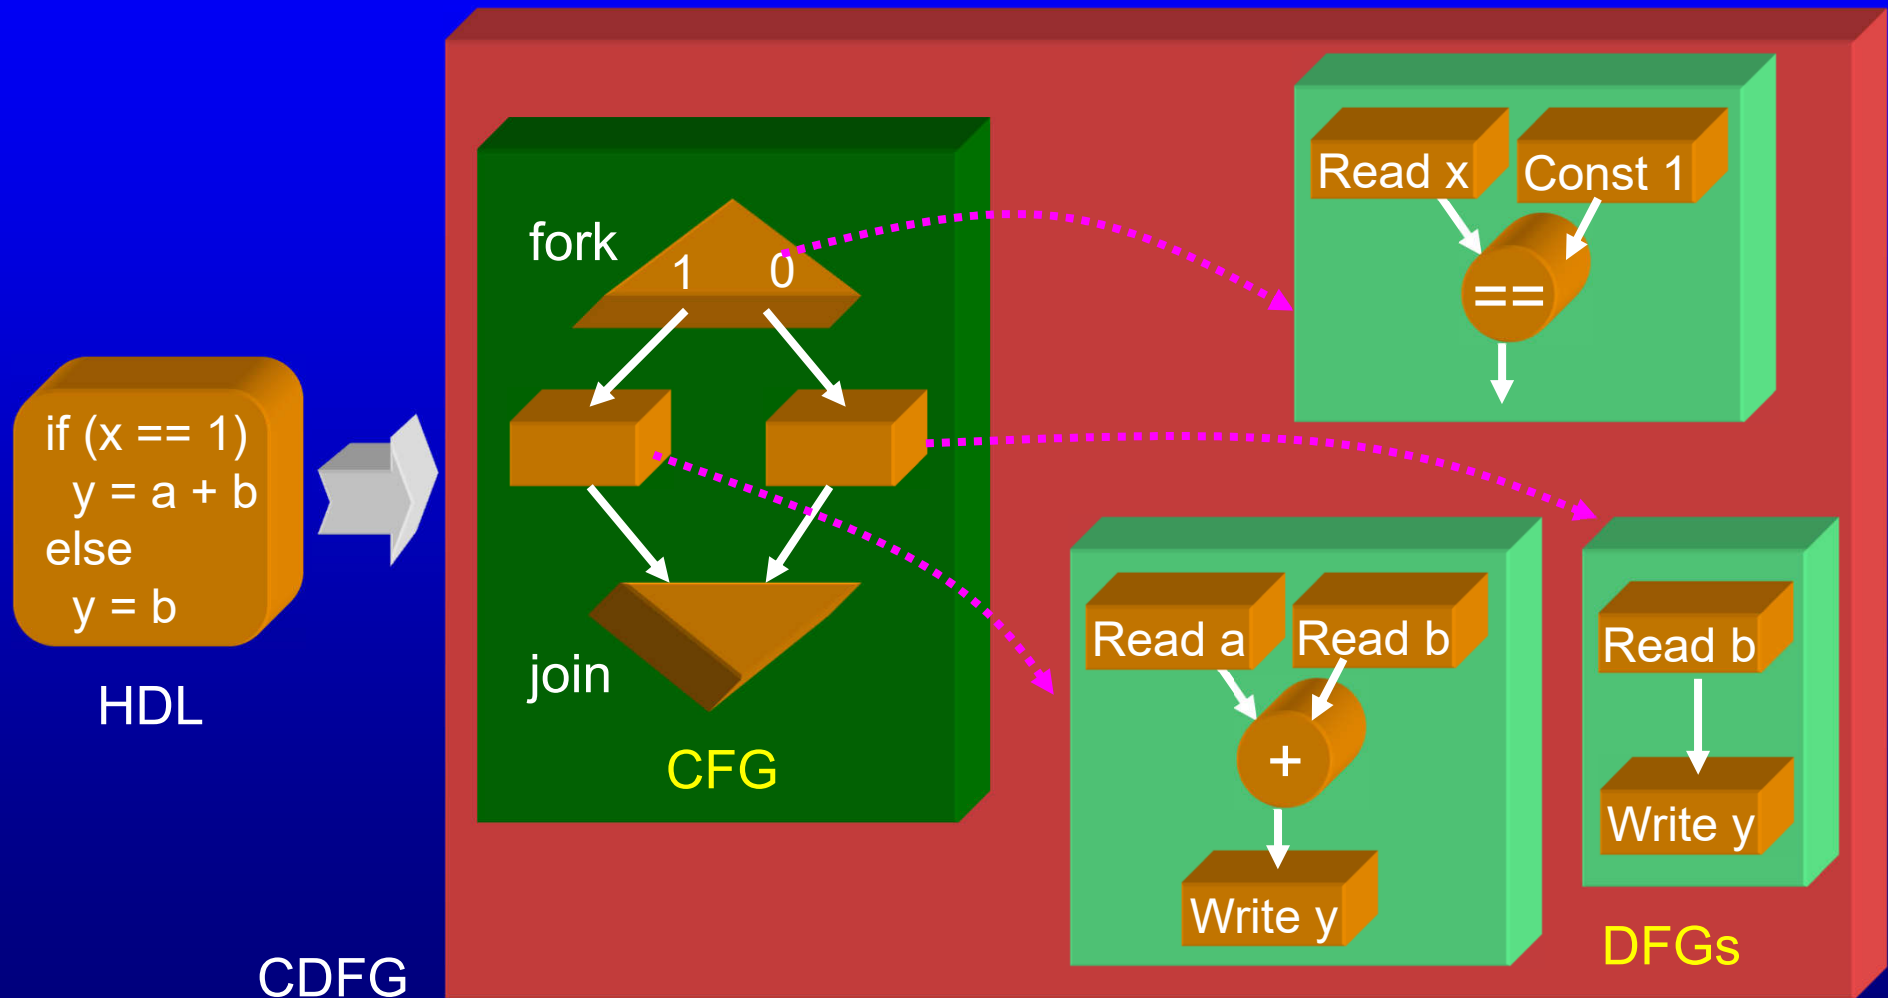 if (x == 1)
y = a + b
else
y = b
HDL
CDFG
fork
1 0
join
CFG
Read x
Const 1
==
Read a
Read b
+
Write y
Read b
Write y
DFGs